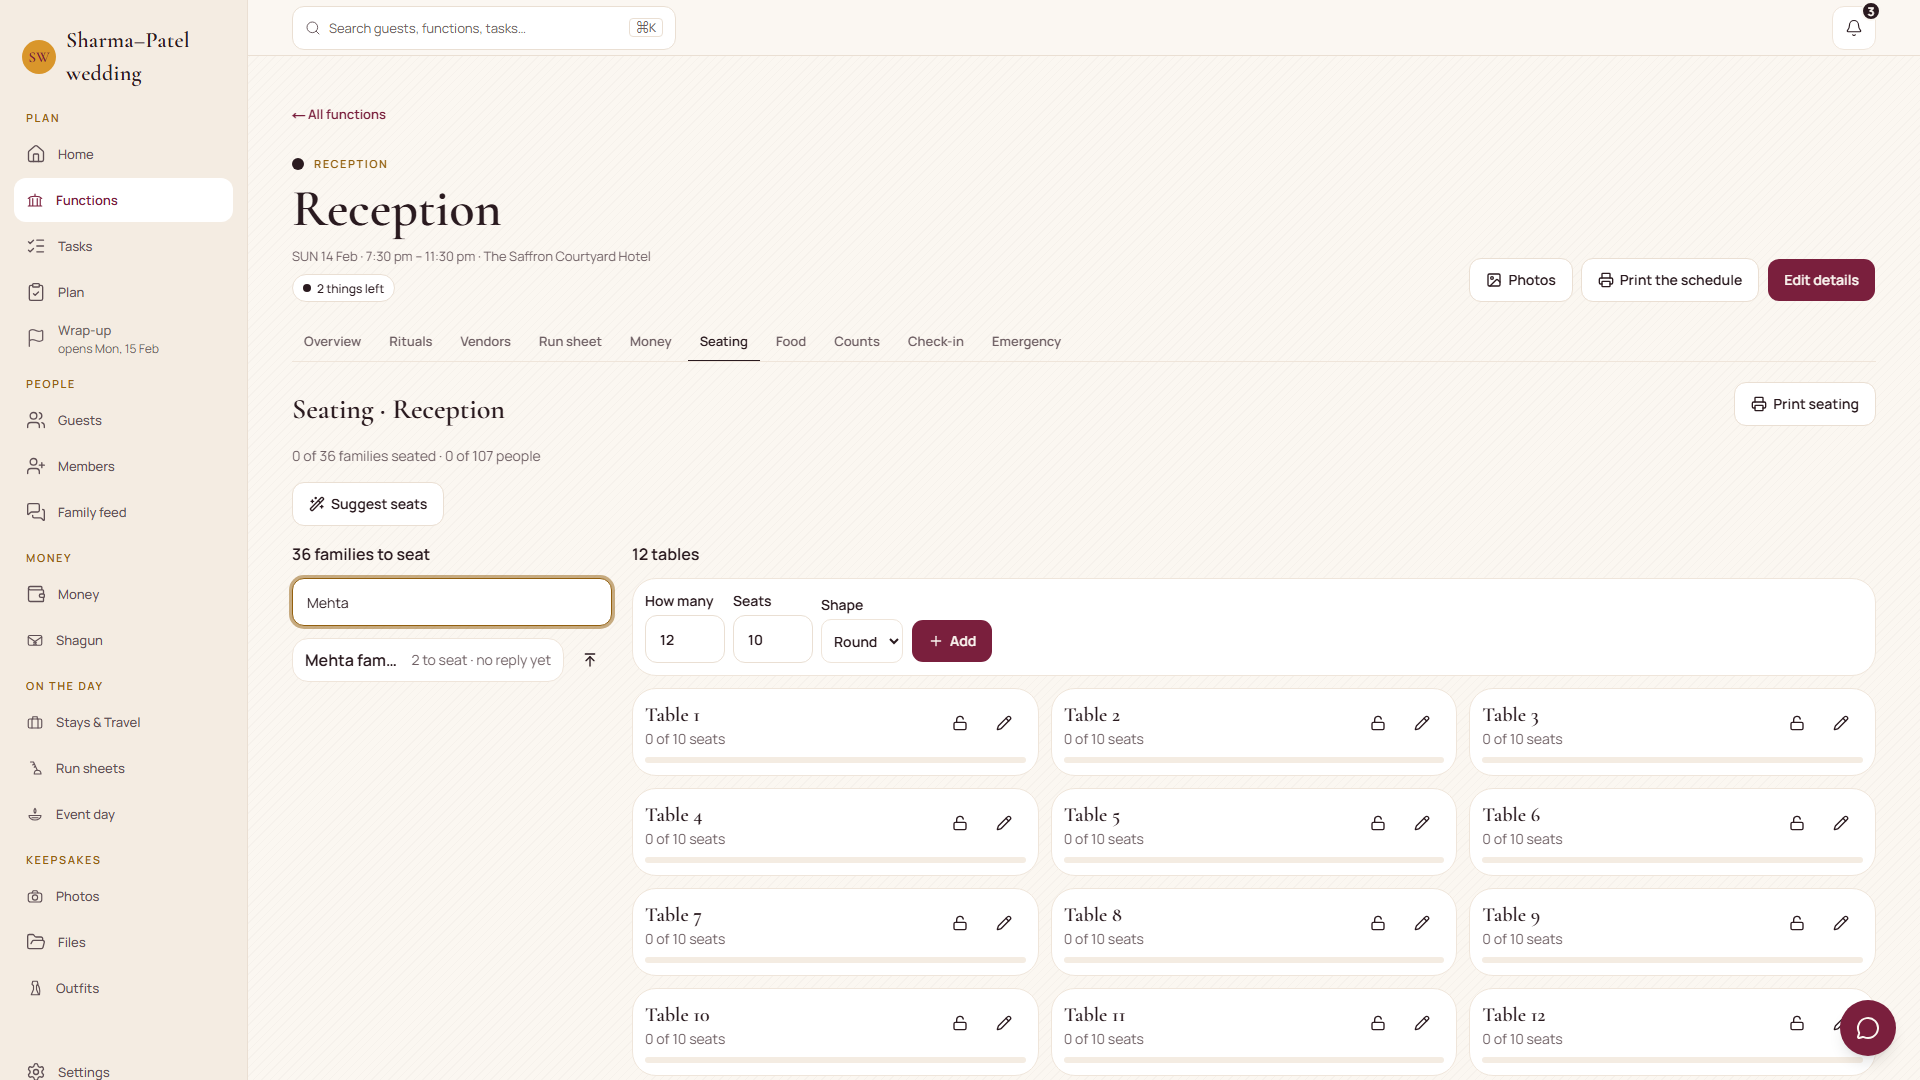 Sharma–Patel
wedding
SW
PLAN
Home
Functions
Tasks
Plan
Wrap-up
opens Mon, 15 Feb
PEOPLE
Guests
Members
Family feed
MONEY
Money
Shagun
ON THE DAY
Stays & Travel
Run sheets
Event day
KEEPSAKES
Photos
Files
Outfits
Settings
Search guests, functions, tasks… ⌘K
3
← All functions
RECEPTION
Reception
SUN 14 Feb · 7:30 pm – 11:30 pm · The Saffron Courtyard Hotel
2 things left
Photos
Print the schedule
Edit details
Overview Rituals Vendors Run sheet Money Seating Food Counts Check-in Emergency
Seating · Reception
Print seating
0 of 36 families seated · 0 of 107 people
Suggest seats
36 families to seat
Mehta
Mehta fam… 2 to seat · no reply yet
12 tables
How many Seats Shape
12 10 Round + Add
Table 1 Table 2 Table 3
0 of 10 seats 0 of 10 seats 0 of 10 seats
Table 4 Table 5 Table 6
0 of 10 seats 0 of 10 seats 0 of 10 seats
Table 7 Table 8 Table 9
0 of 10 seats 0 of 10 seats 0 of 10 seats
Table 10 Table 11 Table 12
0 of 10 seats 0 of 10 seats 0 of 10 seats